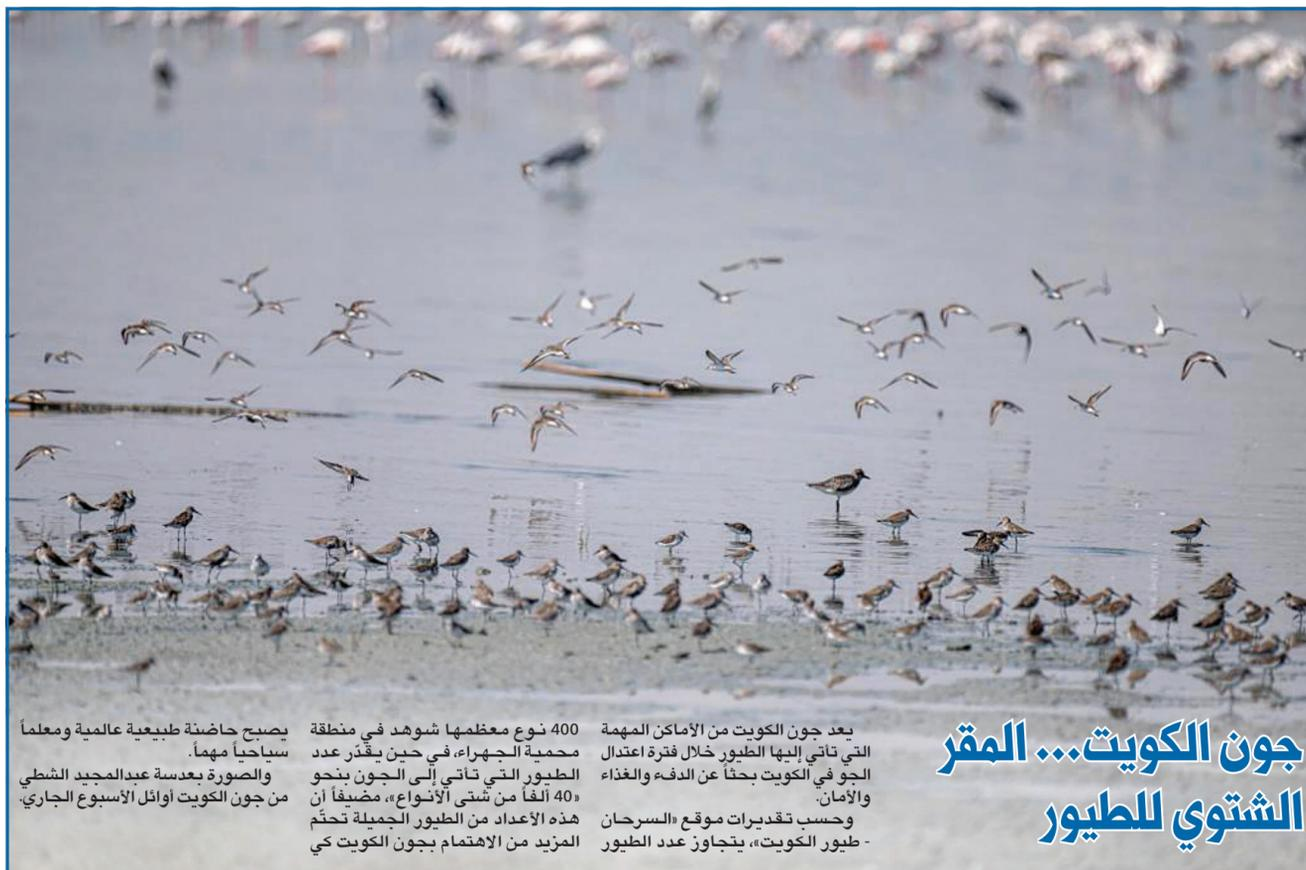 جون الكويت... المقر
الشتوي للطيور
يعد جون الكويت من الأماكن المهمة
التي تأتي إليها الطيور خلال فترة اعتدال
الجو في الكويت بحثاً عن الدفء والغذاء
والأمان.
وحسب تقديرات موقع «السرحان
- طيور الكويت»، يتجاوز عدد الطيور
400 نوع معظمها شوهد في منطقة
محمية الجهراء، في حين يقدّر عدد
الطيور التي تأتي إلى الجون بنحو
«40 ألفاً من شتى الأنواع»، مضيفاً أن
هذه الأعداد من الطيور الجميلة تحتّم
المزيد من الاهتمام بجون الكويت كي
يصبح حاضنة طبيعية عالمية ومعلماً
سياحياً مهماً.
والصورة بعدسة عبدالمجيد الشطي
من جون الكويت أوائل الأسبوع الجاري.